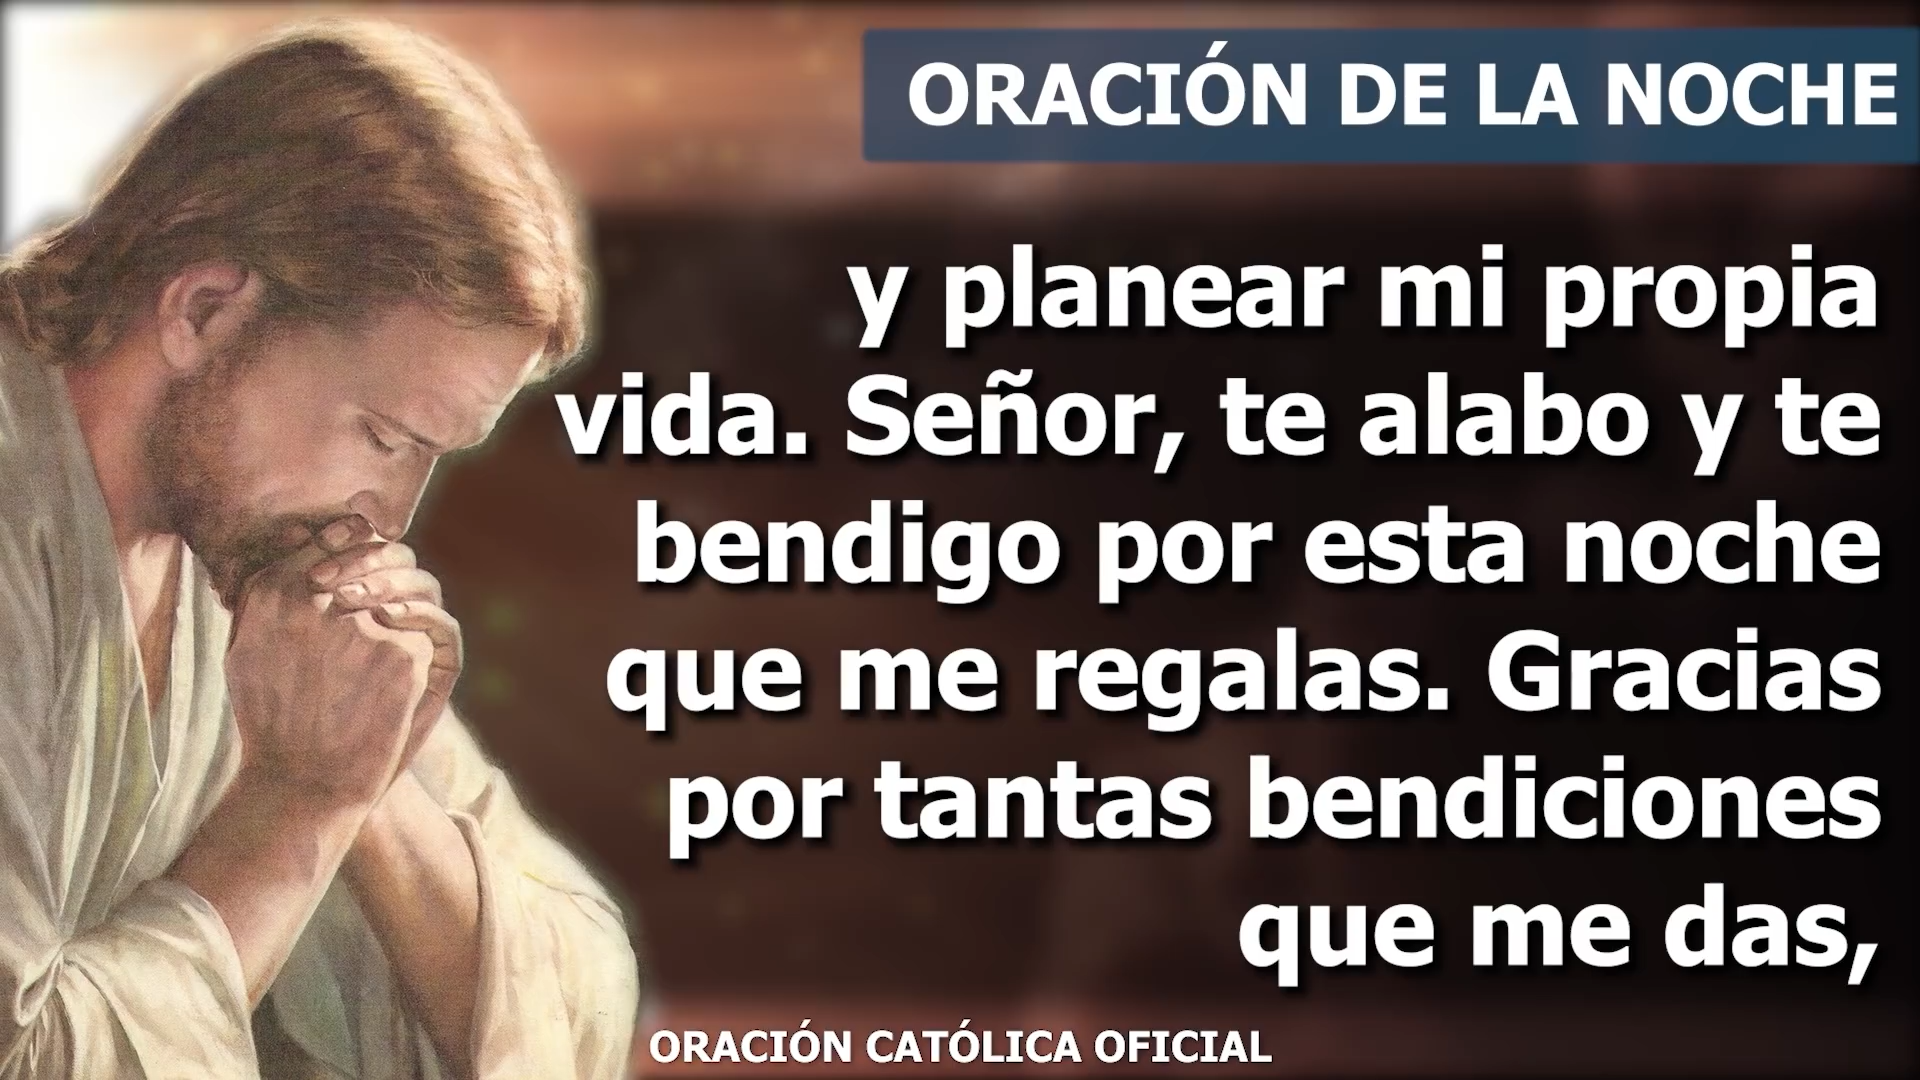 ORACIÓN DE LA NOCHE
y planear mi propia
vida. Señor, te alabo y te
bendigo por esta noche
que me regalas. Gracias
por tantas bendiciones
que me das,
ORACIÓN CATÓLICA OFICIAL